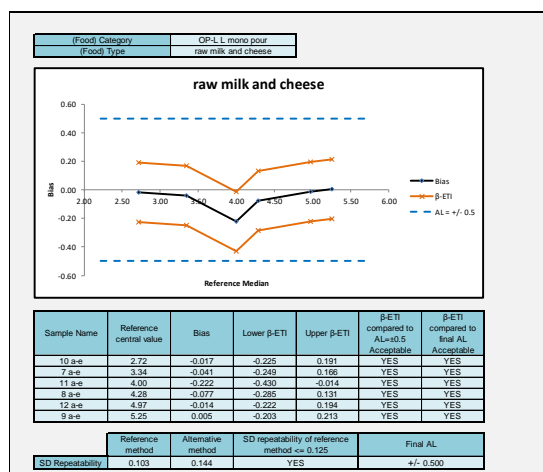 (Food) Category OP-L L mono pour
(Food) Type raw milk and cheese
raw milk and cheese
0.60
0.40
0.20
0.00
-0.20
-0.40
-0.60
2.00 2.50 3.00 3.50 4.00 4.50 5.00 5.50 6.00
Bias
Reference Median
Bias
β-ETI
AL = +/- 0.5
Sample Name Reference central value Bias Lower β-ETI Upper β-ETI β-ETI compared to AL=±0.5 Acceptable β-ETI compared to final AL Acceptable
10 a-e 2.72 -0.017 -0.225 0.191 YES YES
7 a-e 3.34 -0.041 -0.249 0.166 YES YES
11 a-e 4.00 -0.222 -0.430 -0.014 YES YES
8 a-e 4.28 -0.077 -0.285 0.131 YES YES
12 a-e 4.97 -0.014 -0.222 0.194 YES YES
9 a-e 5.25 0.005 -0.203 0.213 YES YES
Reference method Alternative method SD repeatability of reference method <= 0.125 Final AL
SD Repeatability 0.103 0.144 YES +/- 0.500